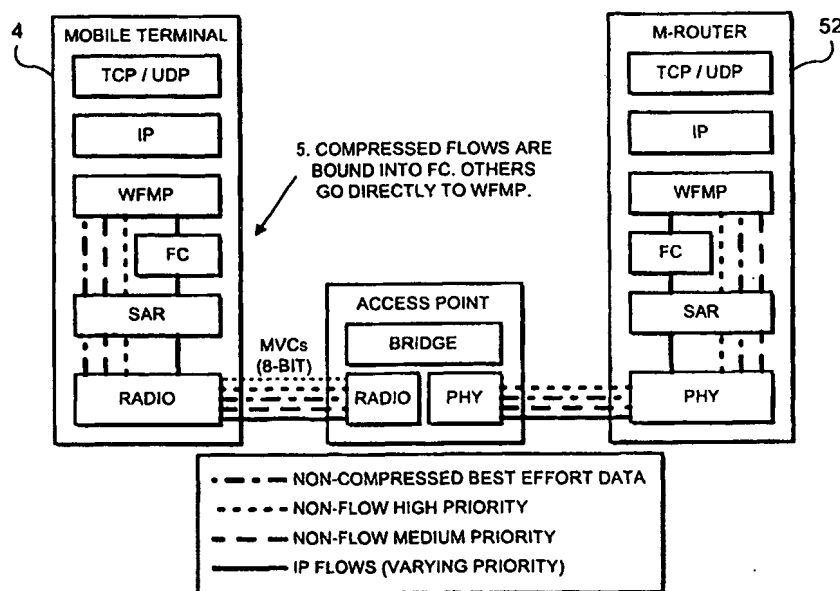 4
MOBILE TERMINAL
TCP / UDP
IP
WFMP
FC
SAR
RADIO
5. COMPRESSED FLOWS ARE
BOUND INTO FC. OTHERS
GO DIRECTLY TO WFMP.
MVCs
(8-BIT)
ACCESS POINT
BRIDGE
RADIO
PHY
M-ROUTER
52
TCP / UDP
IP
WFMP
FC
SAR
PHY
NON-COMPRESSED BEST EFFORT DATA
NON-FLOW HIGH PRIORITY
NON-FLOW MEDIUM PRIORITY
IP FLOWS (VARYING PRIORITY)